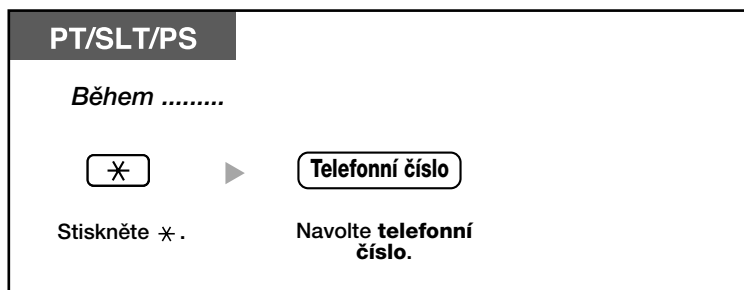 PT/SLT/PS
Během .........
✳
Telefonní číslo
Stiskněte ✳ .
Navolte telefonní
číslo.